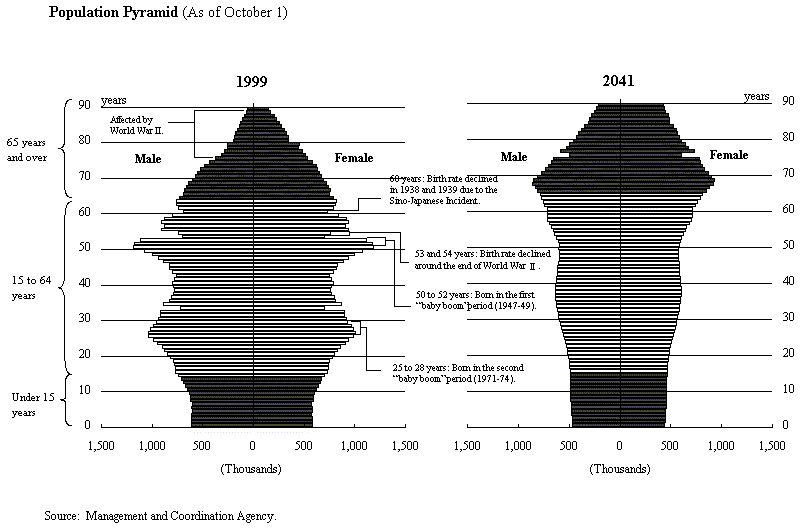 Population Pyramid (As of October 1)
1999
2041
90 years
Affected by
World War II.
65 years
and over
80
Male
Female
70
60 years: Birth rate declined
in 1938 and 1939 due to the
Sino-Japanese Incident.
60
53 and 54 years: Birth rate declined
around the end of World War II.
50
15 to 64
years
40
50 to 52 years: Born in the first
"baby boom" period (1947-49).
30
20
25 to 28 years: Born in the second
"baby boom" period (1971-74).
Under 15
years
10
0
1,500 1,000 500 0 500 1,000 1,500
(Thousands)
years 90
80
Male
Female
70
60
50
40
30
20
10
0
1,500 1,000 500 0 500 1,000 1,500
(Thousands)
Source: Management and Coordination Agency.